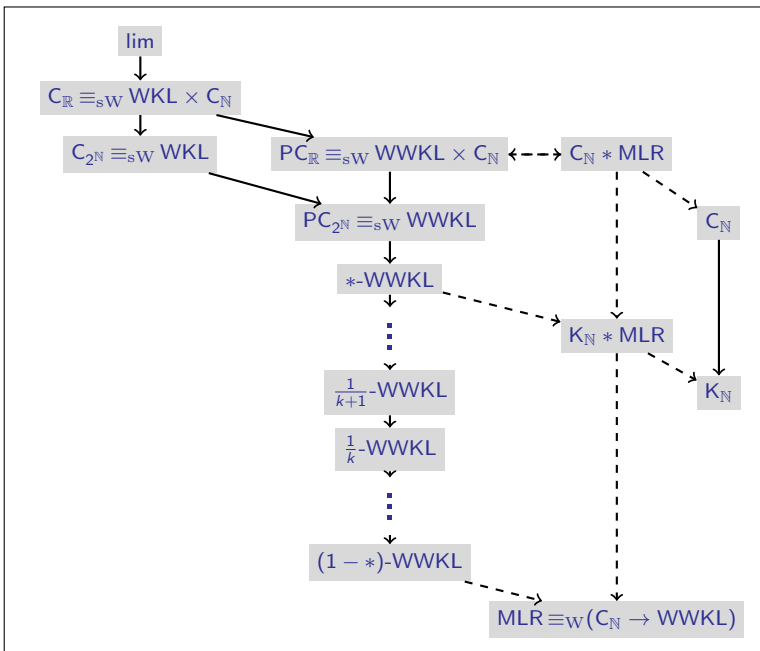 lim
C_ℝ ≡_sW WKL × C_ℕ
C_{2^ℕ} ≡_sW WKL
PC_ℝ ≡_sW WWKL × C_ℕ
C_ℕ ∗ MLR
PC_{2^ℕ} ≡_sW WWKL
C_ℕ
∗-WWKL
K_ℕ ∗ MLR
1/(k+1)-WWKL
K_ℕ
1/k-WWKL
(1 − ∗)-WWKL
MLR ≡_W (C_ℕ → WWKL)